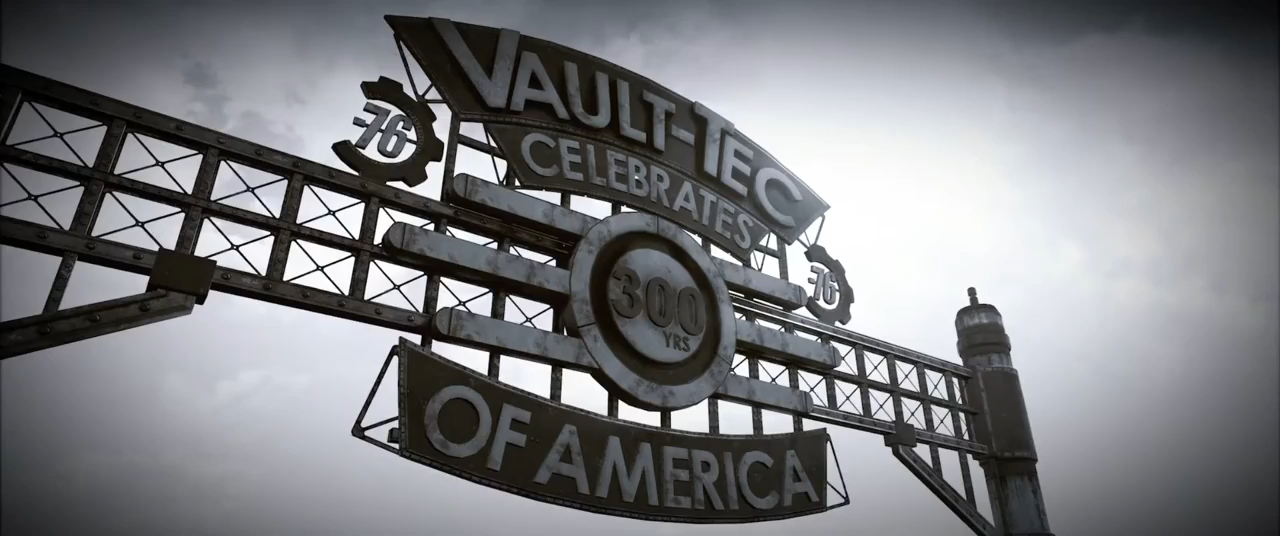 VAULT-TEC
76
CELEBRATES
76
300
YRS
OF AMERICA